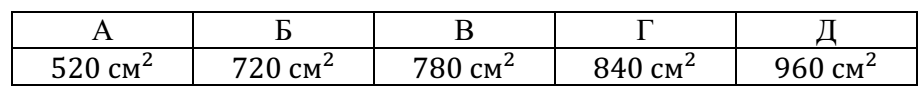 А Б В Г Д
520 см² 720 см² 780 см² 840 см² 960 см²